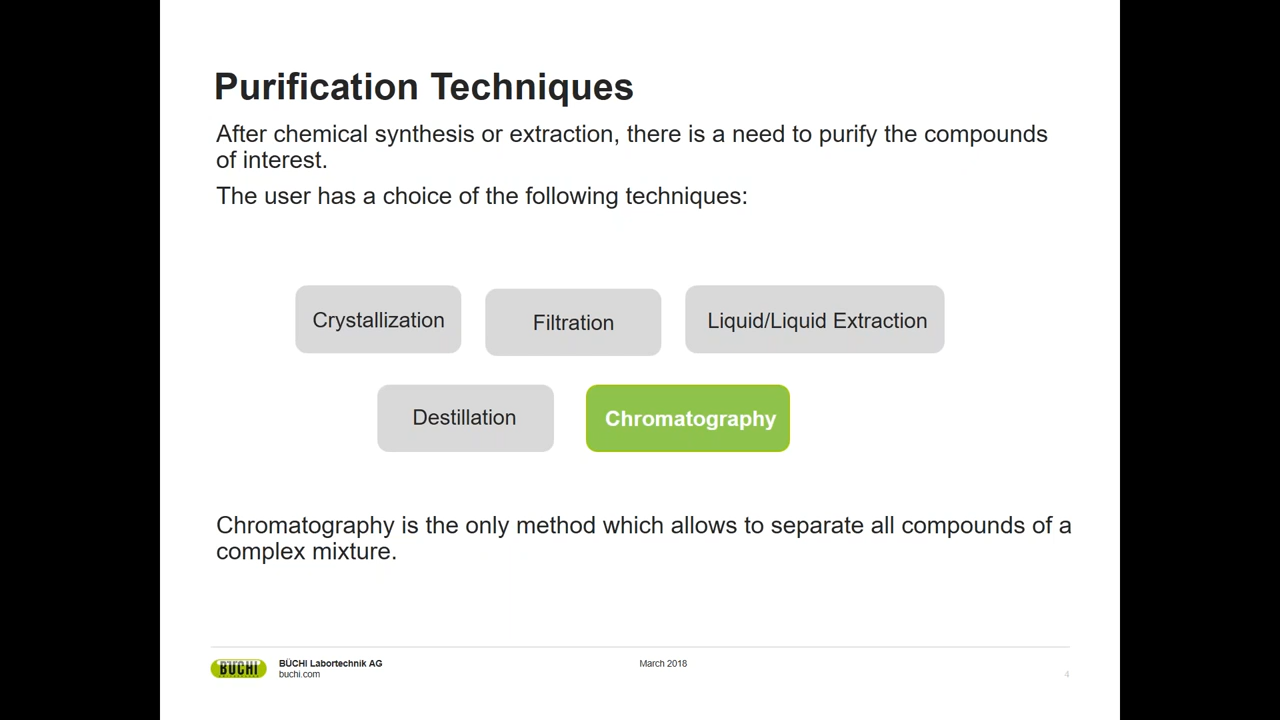 Purification Techniques
After chemical synthesis or extraction, there is a need to purify the compounds
of interest.
The user has a choice of the following techniques:
Crystallization
Filtration
Liquid/Liquid Extraction
Destillation
Chromatography
Chromatography is the only method which allows to separate all compounds of a
complex mixture.
BUCHI
BÜCHI Labortechnik AG
buchi.com
March 2018
4